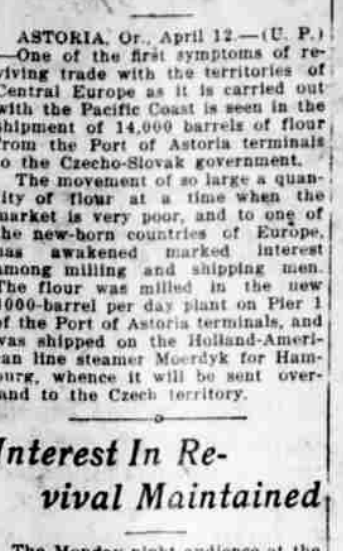 ASTORIA, Or., April 12.—(U. P.)
—One of the first symptoms of re-
viving trade with the territories of
Central Europe as it is carried out
with the Pacific Coast is seen in the
shipment of 14,000 barrels of flour
from the Port of Astoria terminals
to the Czecho-Slovak government.
The movement of so large a quan-
tity of flour at a time when the
market is very poor, and to one of
the new-born countries of Europe,
has awakened marked interest
among milling and shipping men.
The flour was milled in the new
1000-barrel per day plant on Pier 1
of the Port of Astoria terminals, and
was shipped on the Holland-Ameri-
can line steamer Moerdyk for Ham-
burg, whence it will be sent over-
land to the Czech territory.
Interest In Re-
vival Maintained
The Monday night audience at the